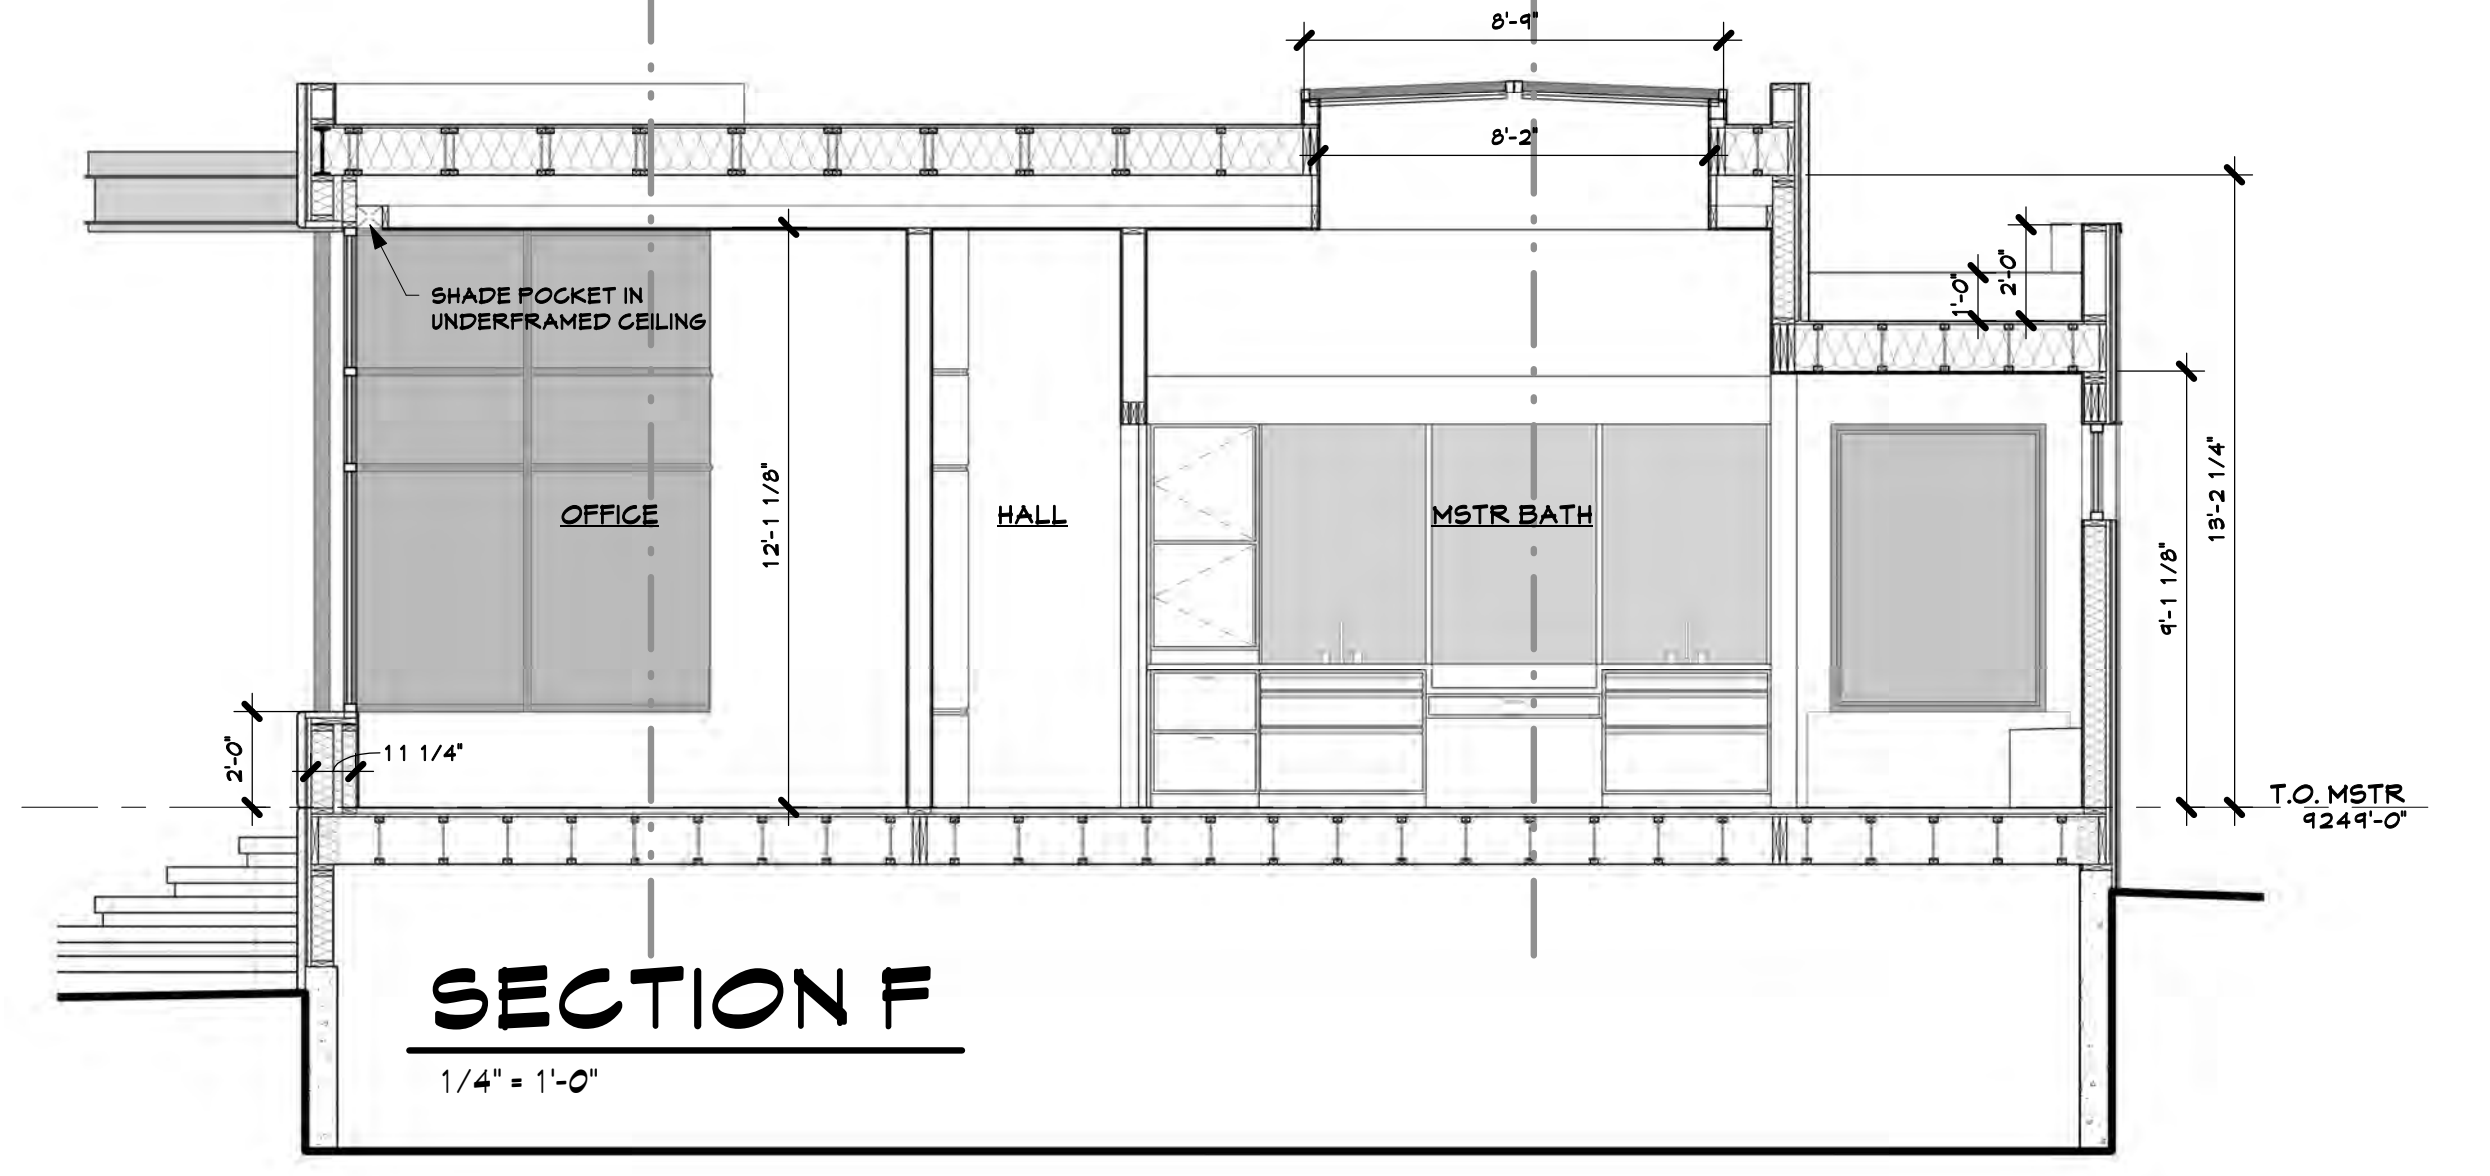 8'-9"
8'-2"
SHADE POCKET IN
UNDERFRAMED CEILING
1'-0"
2'-0"
12'-1 1/8"
13'-2 1/4"
OFFICE
HALL
MSTR BATH
9'-1 1/8"
2'-0"
11 1/4"
T.O. MSTR
9249'-0"
SECTION F
1/4" = 1'-0"